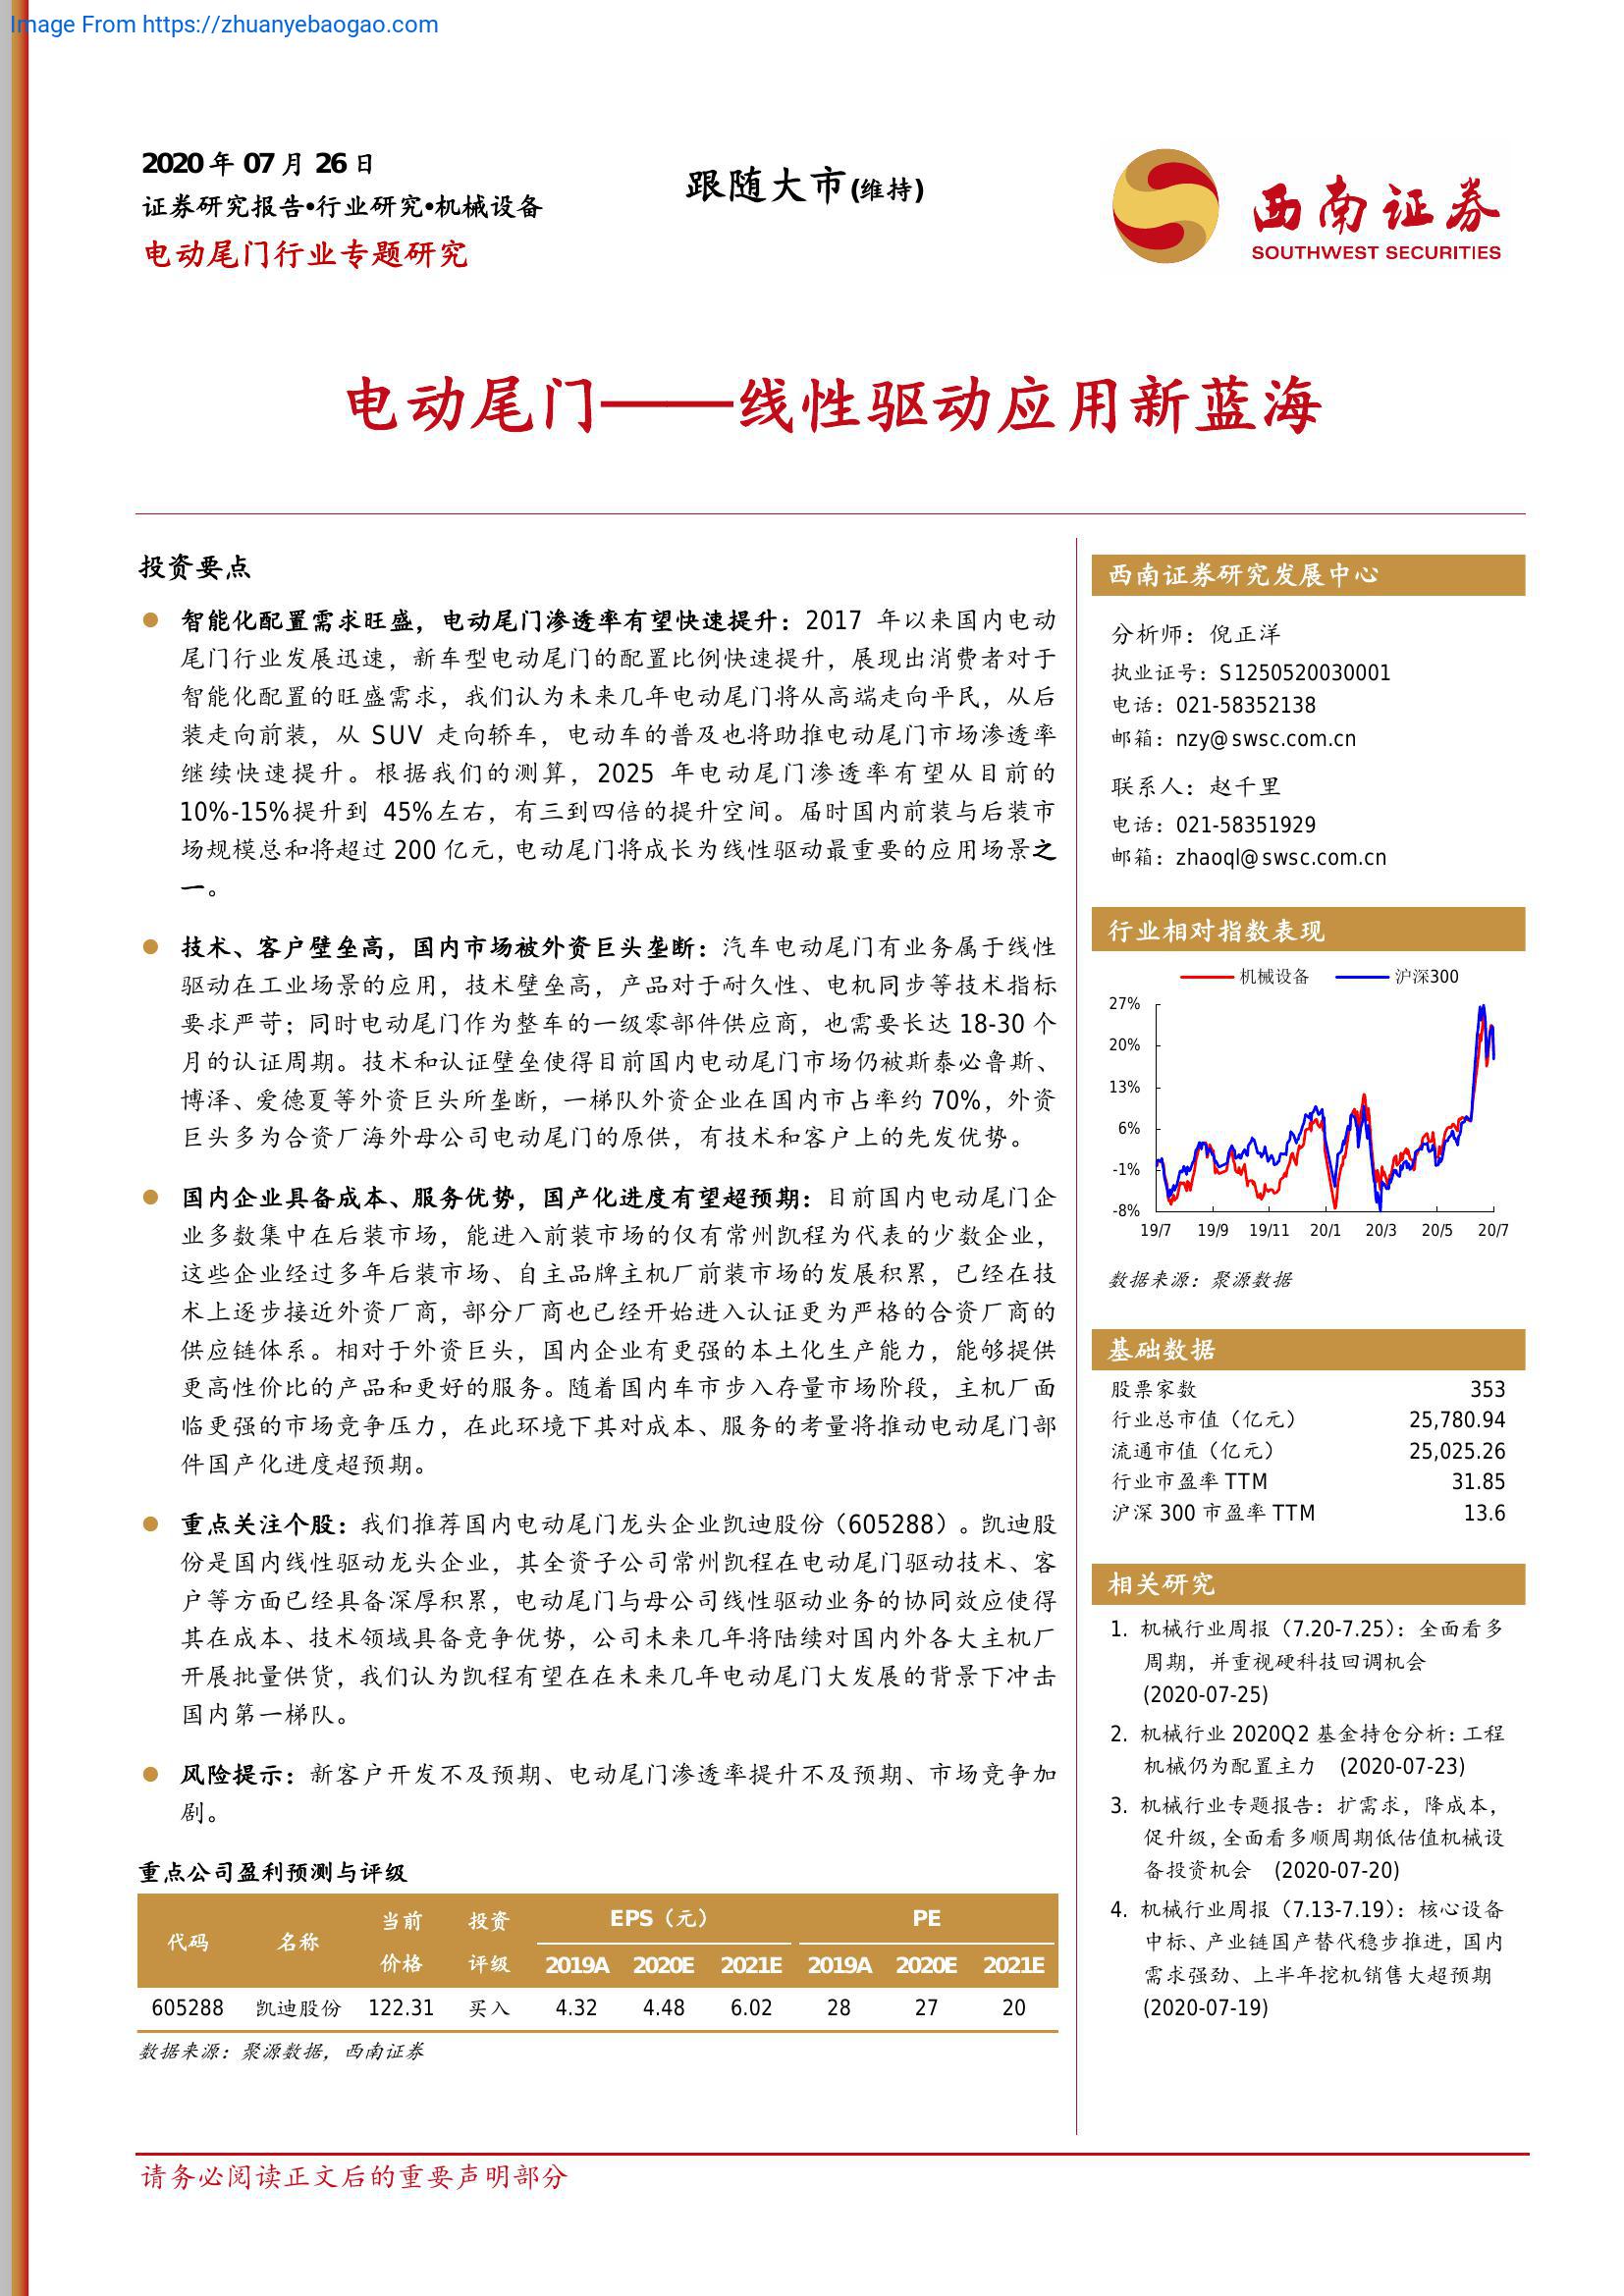 Image From https://zhuanyebaogao.com
2020 年 07 月 26 日
证券研究报告•行业研究•机械设备
电动尾门行业专题研究
跟随大市(维持)
西南证券
SOUTHWEST SECURITIES
电动尾门——线性驱动应用新蓝海
投资要点
智能化配置需求旺盛，电动尾门渗透率有望快速提升：2017 年以来国内电动
尾门行业发展迅速，新车型电动尾门的配置比例快速提升，展现出消费者对于
智能化配置的旺盛需求，我们认为未来几年电动尾门将从高端走向平民，从后
装走向前装，从 SUV 走向轿车，电动车的普及也将助推电动尾门市场渗透率
继续快速提升。根据我们的测算，2025 年电动尾门渗透率有望从目前的
10%-15%提升到 45%左右，有三到四倍的提升空间。届时国内前装与后装市
场规模总和将超过 200 亿元，电动尾门将成长为线性驱动最重要的应用场景之
一。
技术、客户壁垒高，国内市场被外资巨头垄断：汽车电动尾门有业务属于线性
驱动在工业场景的应用，技术壁垒高，产品对于耐久性、电机同步等技术指标
要求严苛；同时电动尾门作为整车的一级零部件供应商，也需要长达 18-30 个
月的认证周期。技术和认证壁垒使得目前国内电动尾门市场仍被斯泰必鲁斯、
博泽、爱德夏等外资巨头所垄断，一梯队外资企业在国内市占率约 70%，外资
巨头多为合资厂海外母公司电动尾门的原供，有技术和客户上的先发优势。
国内企业具备成本、服务优势，国产化进度有望超预期：目前国内电动尾门企
业多数集中在后装市场，能进入前装市场的仅有常州凯程为代表的少数企业，
这些企业经过多年后装市场、自主品牌主机厂前装市场的发展积累，已经在技
术上逐步接近外资厂商，部分厂商也已经开始进入认证更为严格的合资厂商的
供应链体系。相对于外资巨头，国内企业有更强的本土化生产能力，能够提供
更高性价比的产品和更好的服务。随着国内车市步入存量市场阶段，主机厂面
临更强的市场竞争压力，在此环境下其对成本、服务的考量将推动电动尾门部
件国产化进度超预期。
重点关注个股：我们推荐国内电动尾门龙头企业凯迪股份（605288）。凯迪股
份是国内线性驱动龙头企业，其全资子公司常州凯程在电动尾门驱动技术、客
户等方面已经具备深厚积累，电动尾门与母公司线性驱动业务的协同效应使得
其在成本、技术领域具备竞争优势，公司未来几年将陆续对国内外各大主机厂
开展批量供货，我们认为凯程有望在在未来几年电动尾门大发展的背景下冲击
国内第一梯队。
风险提示：新客户开发不及预期、电动尾门渗透率提升不及预期、市场竞争加
剧。
重点公司盈利预测与评级
代码 名称 当前价格 投资评级 EPS（元） PE
2019A 2020E 2021E 2019A 2020E 2021E
605288 凯迪股份 122.31 买入 4.32 4.48 6.02 28 27 20
数据来源：聚源数据，西南证券
西南证券研究发展中心
分析师：倪正洋
执业证号：S1250520030001
电话：021-58352138
邮箱：nzy@swsc.com.cn
联系人：赵千里
电话：021-58351929
邮箱：zhaoql@swsc.com.cn
行业相对指数表现
机械设备 沪深300
27%
20%
13%
6%
-1%
-8%
19/7 19/9 19/11 20/1 20/3 20/5 20/7
数据来源：聚源数据
基础数据
股票家数 353
行业总市值（亿元） 25,780.94
流通市值（亿元） 25,025.26
行业市盈率 TTM 31.85
沪深 300 市盈率 TTM 13.6
相关研究
1. 机械行业周报（7.20-7.25）：全面看多
周期，并重视硬科技回调机会
(2020-07-25)
2. 机械行业 2020Q2 基金持仓分析：工程
机械仍为配置主力 (2020-07-23)
3. 机械行业专题报告：扩需求，降成本，
促升级，全面看多顺周期低估值机械设
备投资机会 (2020-07-20)
4. 机械行业周报（7.13-7.19）：核心设备
中标、产业链国产替代稳步推进，国内
需求强劲、上半年挖机销售大超预期
(2020-07-19)
请务必阅读正文后的重要声明部分